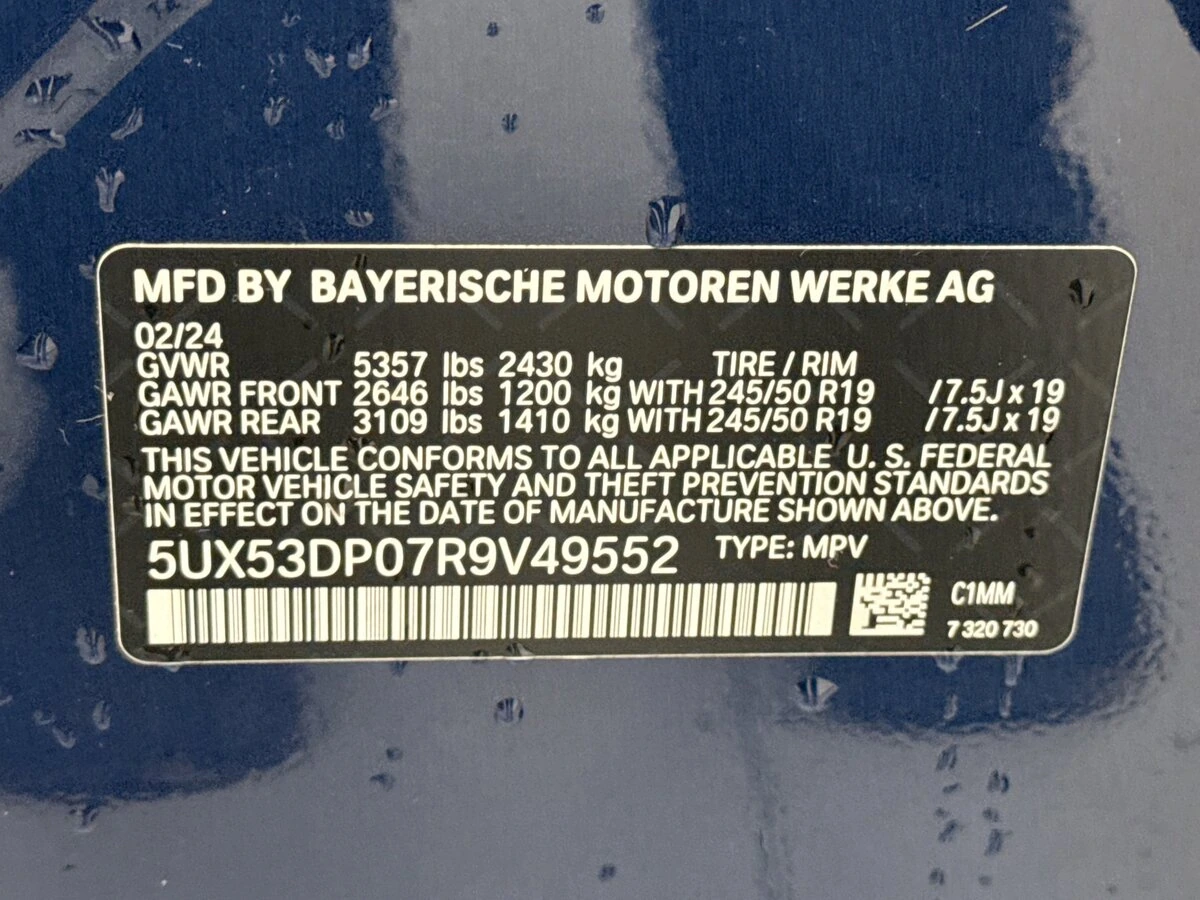 MFD BY BAYERISCHE MOTOREN WERKE AG
02/24
GVWR 5357 lbs 2430 kg TIRE / RIM
GAWR FRONT 2646 lbs 1200 kg WITH 245/50 R19 /7.5J x 19
GAWR REAR 3109 lbs 1410 kg WITH 245/50 R19 /7.5J x 19
THIS VEHICLE CONFORMS TO ALL APPLICABLE U. S. FEDERAL
MOTOR VEHICLE SAFETY AND THEFT PREVENTION STANDARDS
IN EFFECT ON THE DATE OF MANUFACTURE SHOWN ABOVE.
5UX53DP07R9V49552 TYPE: MPV
C1MM
7 320 730